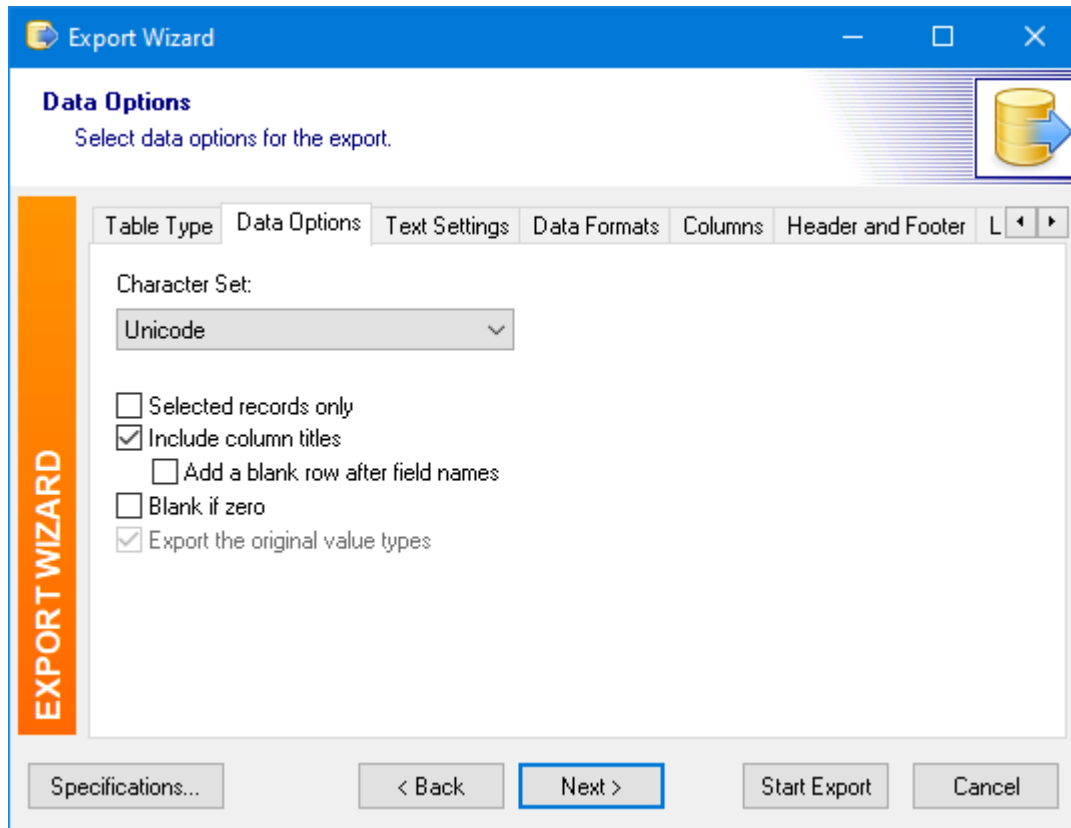 Export Wizard
Data Options
Select data options for the export.
Table Type Data Options Text Settings Data Formats Columns Header and Footer L
Character Set:
Unicode
Selected records only
Include column titles
Add a blank row after field names
Blank if zero
Export the original value types
EXPORT WIZARD
Specifications... < Back Next > Start Export Cancel